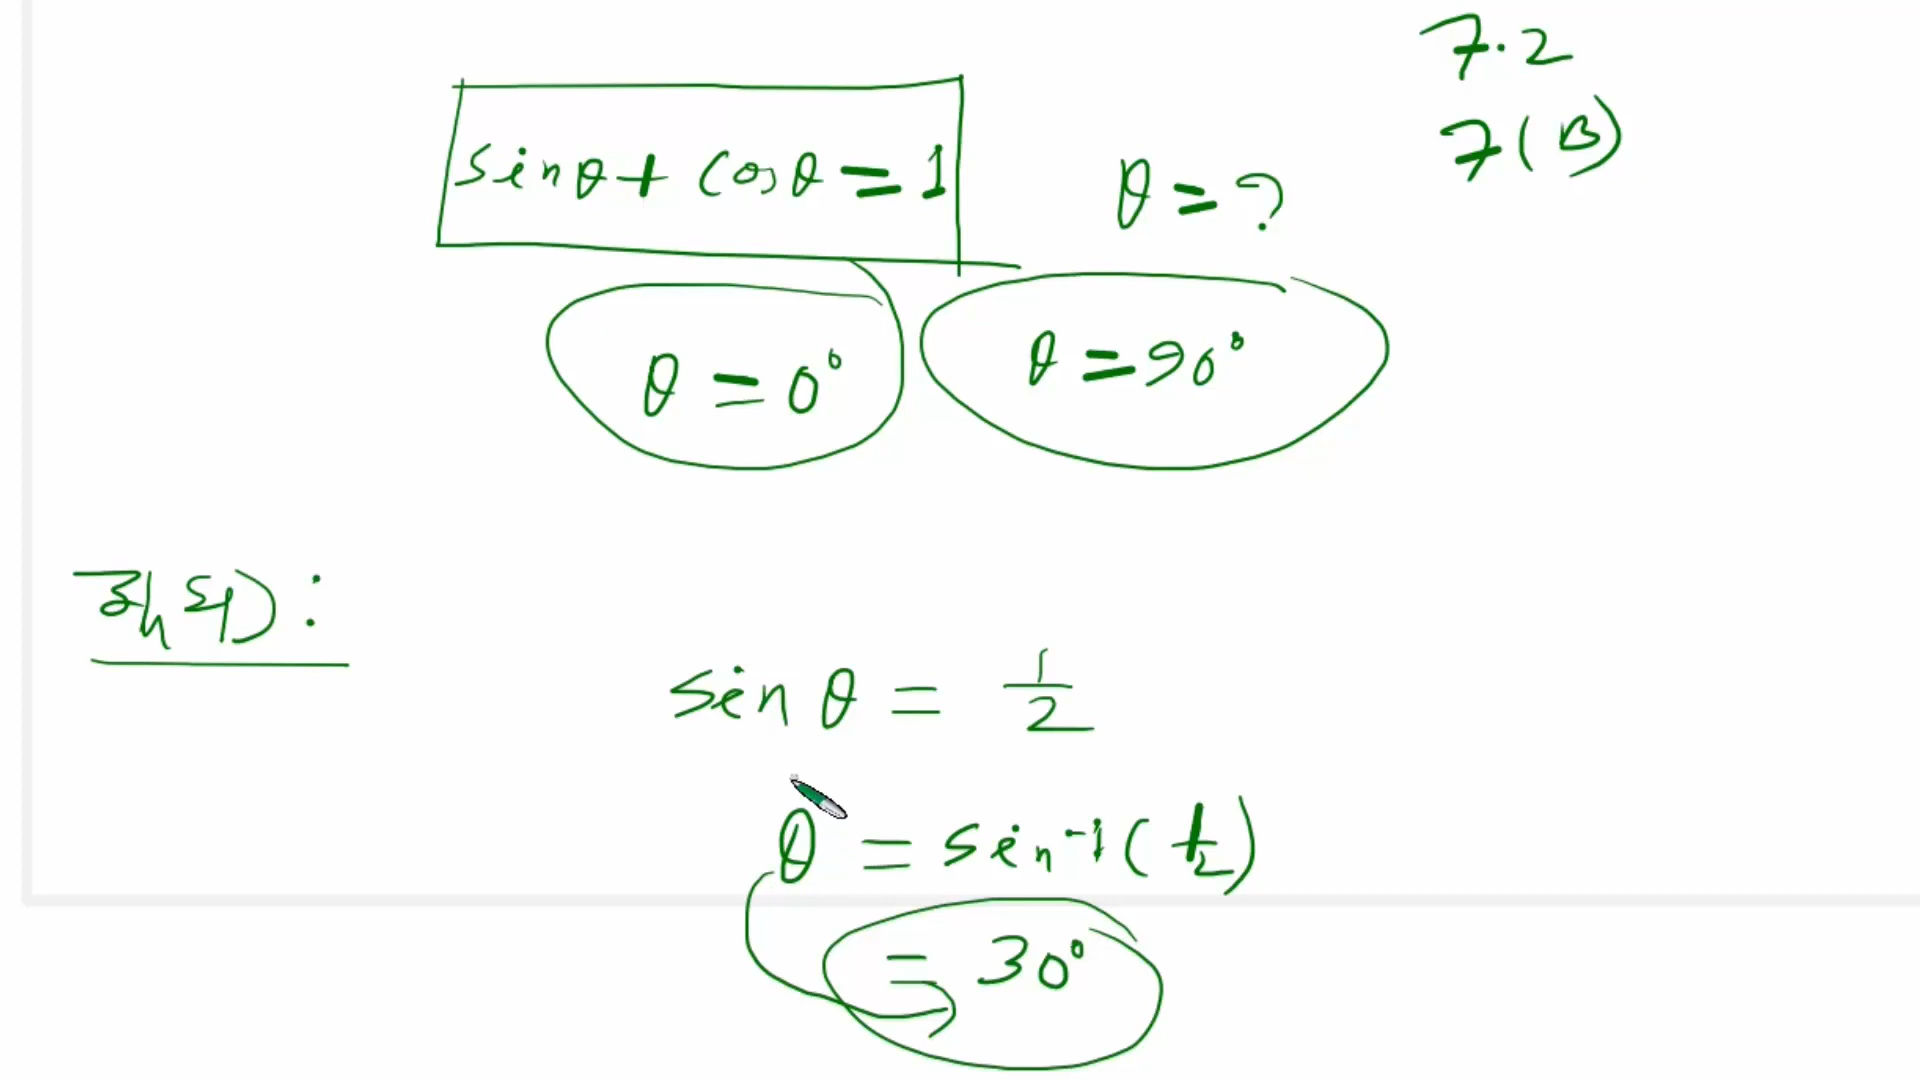 7.2
7(B)
sinθ + cosθ = 1
θ = ?
θ = 0°
θ = 90°
sin θ = 1/2
θ = sin⁻¹(1/2)
= 30°